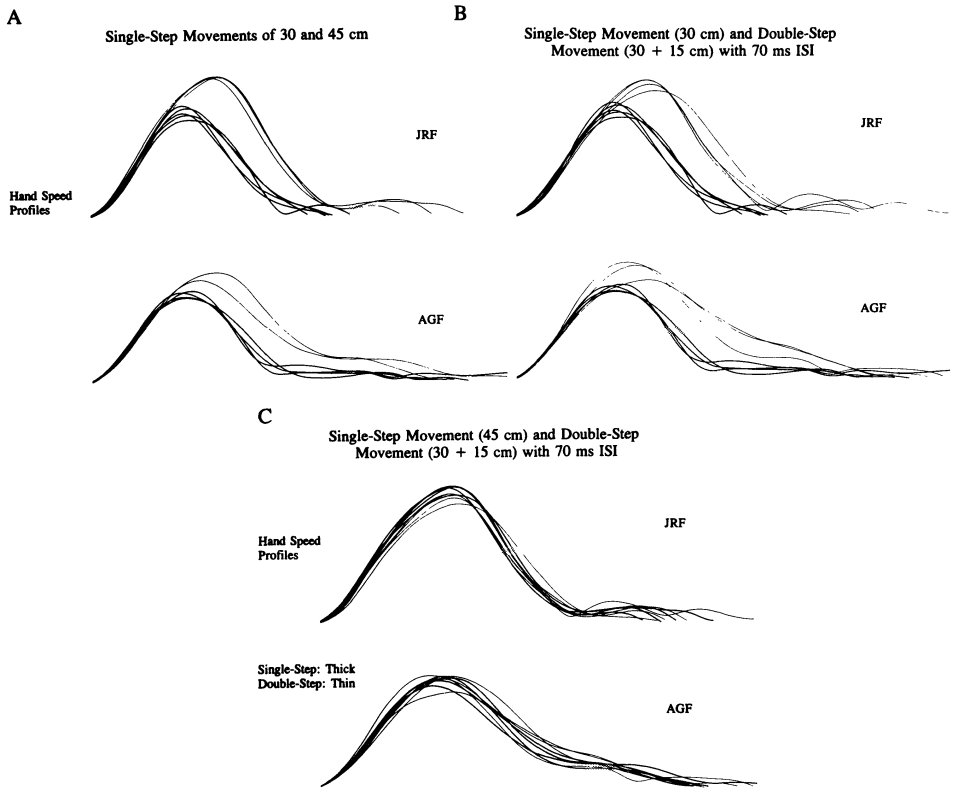 A
Single-Step Movements of 30 and 45 cm
JRF
Hand Speed
Profiles
AGF
B
Single-Step Movement (30 cm) and Double-Step
Movement (30 + 15 cm) with 70 ms ISI
JRF
AGF
C
Single-Step Movement (45 cm) and Double-Step
Movement (30 + 15 cm) with 70 ms ISI
JRF
Hand Speed
Profiles
Single-Step: Thick
Double-Step: Thin
AGF